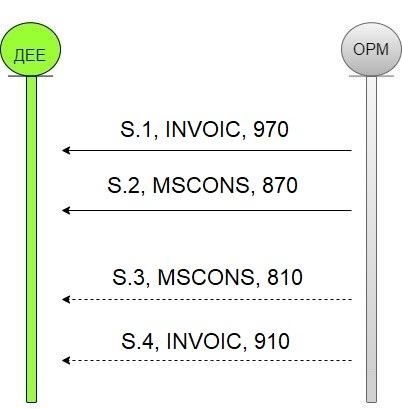 ДЕЕ
ОРМ
S.1, INVOIC, 970
S.2, MSCONS, 870
S.3, MSCONS, 810
S.4, INVOIC, 910